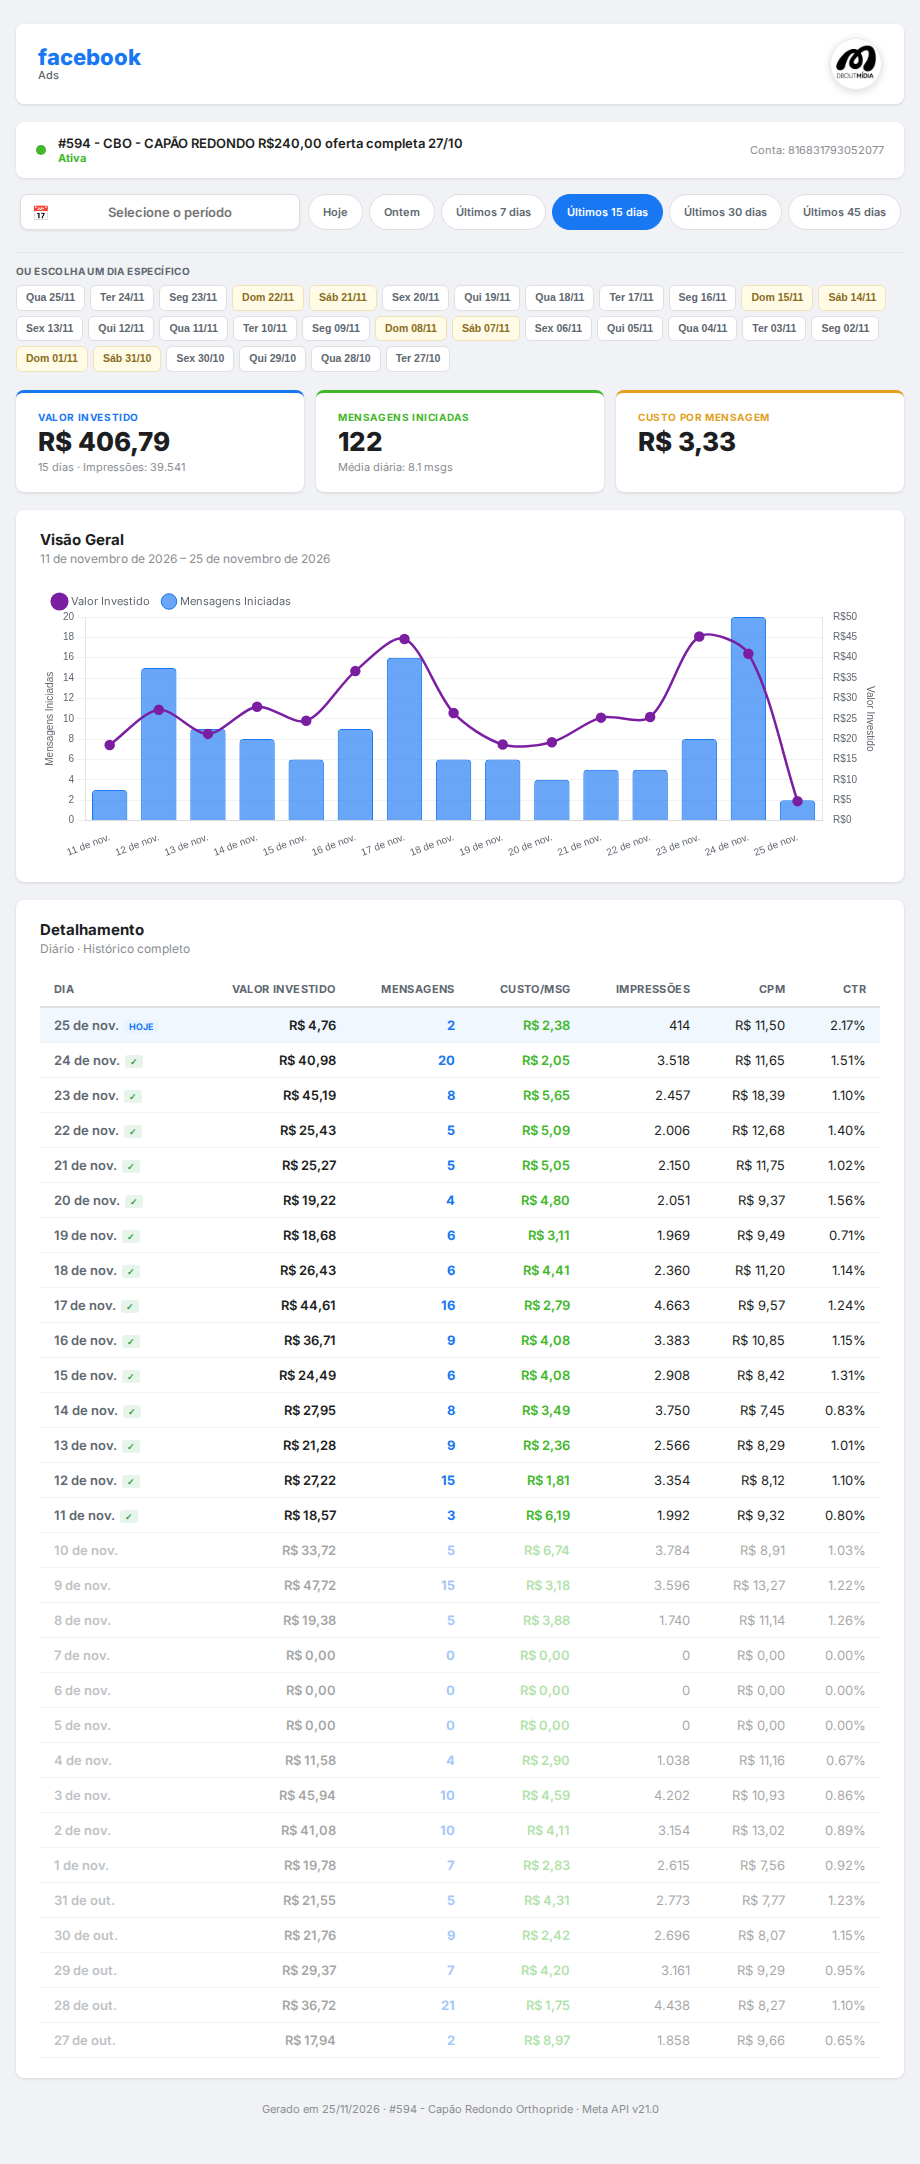 facebook
Ads
DBOUT MÍDIA
#594 - CBO - CAPÃO REDONDO R$240,00 oferta completa 27/10
Ativa
Conta: 816831793052077
📅 Selecione o período
Hoje
Ontem
Últimos 7 dias
Últimos 15 dias
Últimos 30 dias
Últimos 45 dias
OU ESCOLHA UM DIA ESPECÍFICO
Qua 25/11 Ter 24/11 Seg 23/11 Dom 22/11 Sáb 21/11 Sex 20/11 Qui 19/11 Qua 18/11 Ter 17/11 Seg 16/11 Dom 15/11 Sáb 14/11
Sex 13/11 Qui 12/11 Qua 11/11 Ter 10/11 Seg 09/11 Dom 08/11 Sáb 07/11 Sex 06/11 Qui 05/11 Qua 04/11 Ter 03/11 Seg 02/11
Dom 01/11 Sáb 31/10 Sex 30/10 Qui 29/10 Qua 28/10 Ter 27/10
VALOR INVESTIDO
R$ 406,79
15 dias · Impressões: 39.541
MENSAGENS INICIADAS
122
Média diária: 8.1 msgs
CUSTO POR MENSAGEM
R$ 3,33
Visão Geral
11 de novembro de 2026 – 25 de novembro de 2026
Valor Investido Mensagens Iniciadas
Mensagens Iniciadas
20
18
16
14
12
10
8
6
4
2
0
R$50
R$45
R$40
R$35
R$30
R$25
R$20
R$15
R$10
R$5
R$0
Valor Investido
11 de nov. 12 de nov. 13 de nov. 14 de nov. 15 de nov. 16 de nov. 17 de nov. 18 de nov. 19 de nov. 20 de nov. 21 de nov. 22 de nov. 23 de nov. 24 de nov. 25 de nov.
Detalhamento
Diário · Histórico completo
DIA VALOR INVESTIDO MENSAGENS CUSTO/MSG IMPRESSÕES CPM CTR
25 de nov. HOJE R$ 4,76 2 R$ 2,38 414 R$ 11,50 2.17%
24 de nov. ✓ R$ 40,98 20 R$ 2,05 3.518 R$ 11,65 1.51%
23 de nov. ✓ R$ 45,19 8 R$ 5,65 2.457 R$ 18,39 1.10%
22 de nov. ✓ R$ 25,43 5 R$ 5,09 2.006 R$ 12,68 1.40%
21 de nov. ✓ R$ 25,27 5 R$ 5,05 2.150 R$ 11,75 1.02%
20 de nov. ✓ R$ 19,22 4 R$ 4,80 2.051 R$ 9,37 1.56%
19 de nov. ✓ R$ 18,68 6 R$ 3,11 1.969 R$ 9,49 0.71%
18 de nov. ✓ R$ 26,43 6 R$ 4,41 2.360 R$ 11,20 1.14%
17 de nov. ✓ R$ 44,61 16 R$ 2,79 4.663 R$ 9,57 1.24%
16 de nov. ✓ R$ 36,71 9 R$ 4,08 3.383 R$ 10,85 1.15%
15 de nov. ✓ R$ 24,49 6 R$ 4,08 2.908 R$ 8,42 1.31%
14 de nov. ✓ R$ 27,95 8 R$ 3,49 3.750 R$ 7,45 0.83%
13 de nov. ✓ R$ 21,28 9 R$ 2,36 2.566 R$ 8,29 1.01%
12 de nov. ✓ R$ 27,22 15 R$ 1,81 3.354 R$ 8,12 1.10%
11 de nov. ✓ R$ 18,57 3 R$ 6,19 1.992 R$ 9,32 0.80%
10 de nov. R$ 33,72 5 R$ 6,74 3.784 R$ 8,91 1.03%
9 de nov. R$ 47,72 15 R$ 3,18 3.596 R$ 13,27 1.22%
8 de nov. R$ 19,38 5 R$ 3,88 1.740 R$ 11,14 1.26%
7 de nov. R$ 0,00 0 R$ 0,00 0 R$ 0,00 0.00%
6 de nov. R$ 0,00 0 R$ 0,00 0 R$ 0,00 0.00%
5 de nov. R$ 0,00 0 R$ 0,00 0 R$ 0,00 0.00%
4 de nov. R$ 11,58 4 R$ 2,90 1.038 R$ 11,16 0.67%
3 de nov. R$ 45,94 10 R$ 4,59 4.202 R$ 10,93 0.86%
2 de nov. R$ 41,08 10 R$ 4,11 3.154 R$ 13,02 0.89%
1 de nov. R$ 19,78 7 R$ 2,83 2.615 R$ 7,56 0.92%
31 de out. R$ 21,55 5 R$ 4,31 2.773 R$ 7,77 1.23%
30 de out. R$ 21,76 9 R$ 2,42 2.696 R$ 8,07 1.15%
29 de out. R$ 29,37 7 R$ 4,20 3.161 R$ 9,29 0.95%
28 de out. R$ 36,72 21 R$ 1,75 4.438 R$ 8,27 1.10%
27 de out. R$ 17,94 2 R$ 8,97 1.858 R$ 9,66 0.65%
Gerado em 25/11/2026 · #594 - Capão Redondo Orthopride · Meta API v21.0